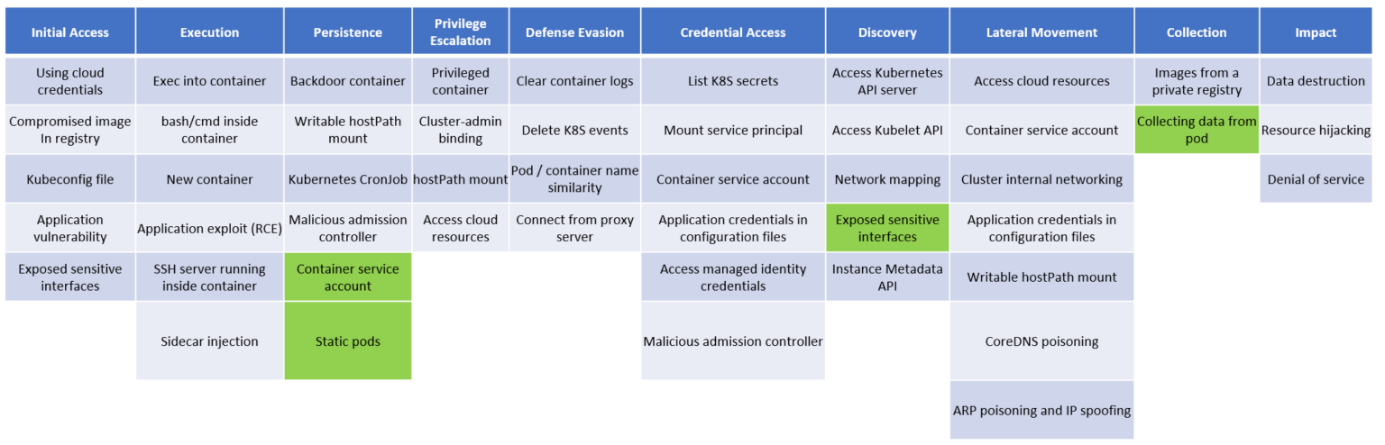 Initial Access
Execution
Persistence
Privilege
Escalation
Defense Evasion
Credential Access
Discovery
Lateral Movement
Collection
Impact
Using cloud
credentials
Exec into container
Backdoor container
Privileged
container
Clear container logs
List K8S secrets
Access Kubernetes
API server
Access cloud resources
Images from a
private registry
Data destruction
Compromised image
In registry
bash/cmd inside
container
Writable hostPath
mount
Cluster-admin
binding
Delete K8S events
Mount service principal
Access Kubelet API
Container service account
Collecting data from
pod
Resource hijacking
Kubeconfig file
New container
Kubernetes CronJob
hostPath mount
Pod / container name
similarity
Container service account
Network mapping
Cluster internal networking
Denial of service
Application
vulnerability
Application exploit (RCE)
Malicious admission
controller
Access cloud
resources
Connect from proxy
server
Application credentials in
configuration files
Exposed sensitive
interfaces
Application credentials in
configuration files
Exposed sensitive
interfaces
SSH server running
inside container
Container service
account
Access managed identity
credentials
Instance Metadata
API
Writable hostPath mount
Sidecar injection
Static pods
Malicious admission controller
CoreDNS poisoning
ARP poisoning and IP spoofing